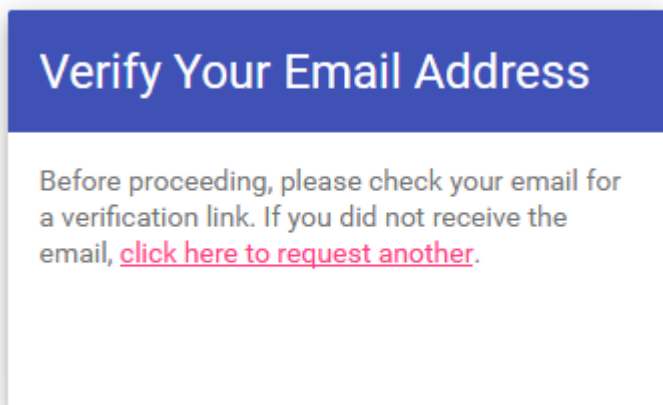 Verify Your Email Address
Before proceeding, please check your email for
a verification link. If you did not receive the
email, click here to request another.